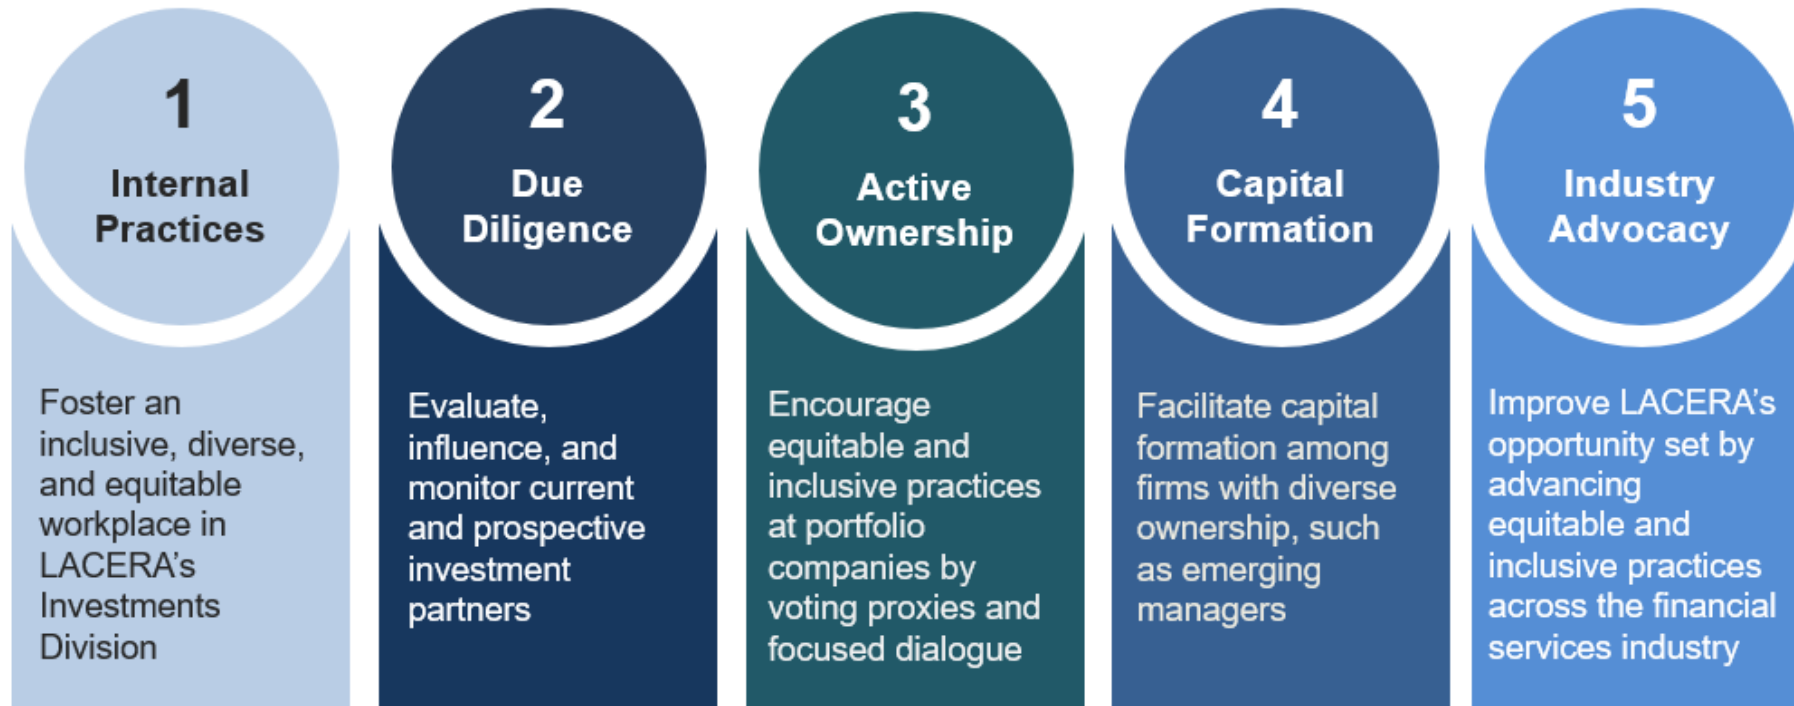 1
Internal
Practices
Foster an
inclusive, diverse,
and equitable
workplace in
LACERA’s
Investments
Division
2
Due
Diligence
Evaluate,
influence, and
monitor current
and prospective
investment
partners
3
Active
Ownership
Encourage
equitable and
inclusive practices
at portfolio
companies by
voting proxies and
focused dialogue
4
Capital
Formation
Facilitate capital
formation among
firms with diverse
ownership, such
as emerging
managers
5
Industry
Advocacy
Improve LACERA’s
opportunity set by
advancing
equitable and
inclusive practices
across the financial
services industry